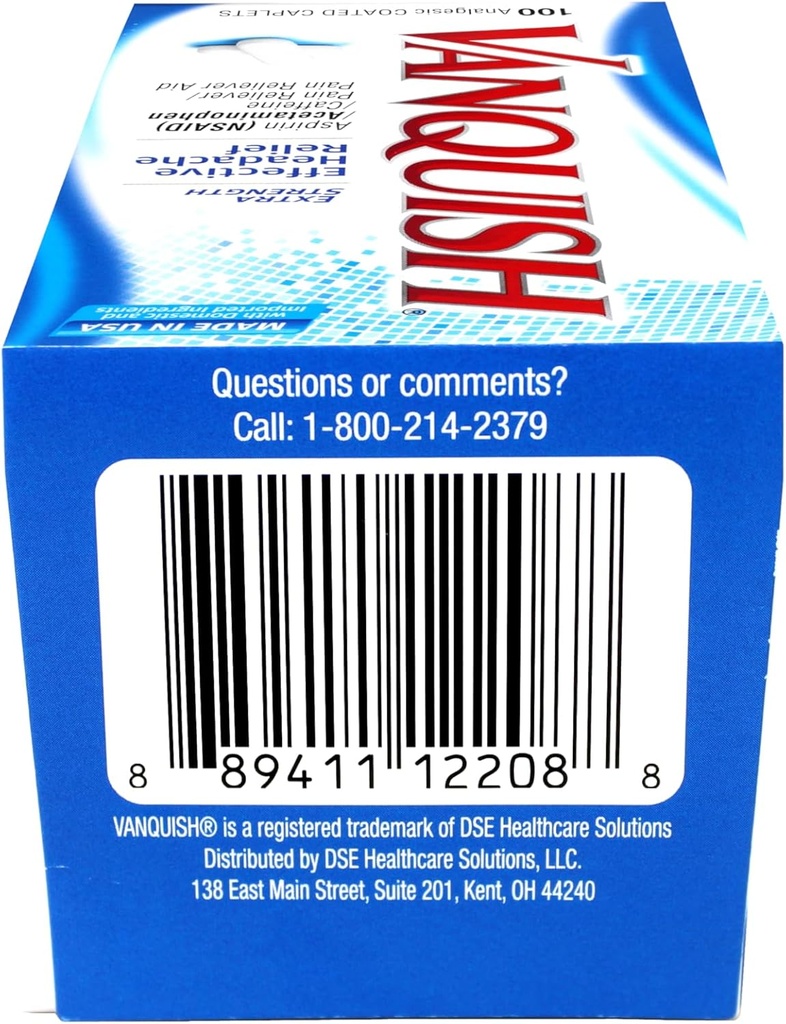 100 Analgesic COATED CAPLETS
VANQUISH®
EXTRA
STRENGTH
Effective
Headache
Relief
Aspirin (NSAID)
/Acetaminophen
/Caffeine
Pain Reliever/
Pain Reliever Aid
MADE IN USA
with Domestic and
Imported Ingredients
Questions or comments?
Call: 1-800-214-2379
8 89411 12208 8
VANQUISH® is a registered trademark of DSE Healthcare Solutions
Distributed by DSE Healthcare Solutions, LLC.
138 East Main Street, Suite 201, Kent, OH 44240